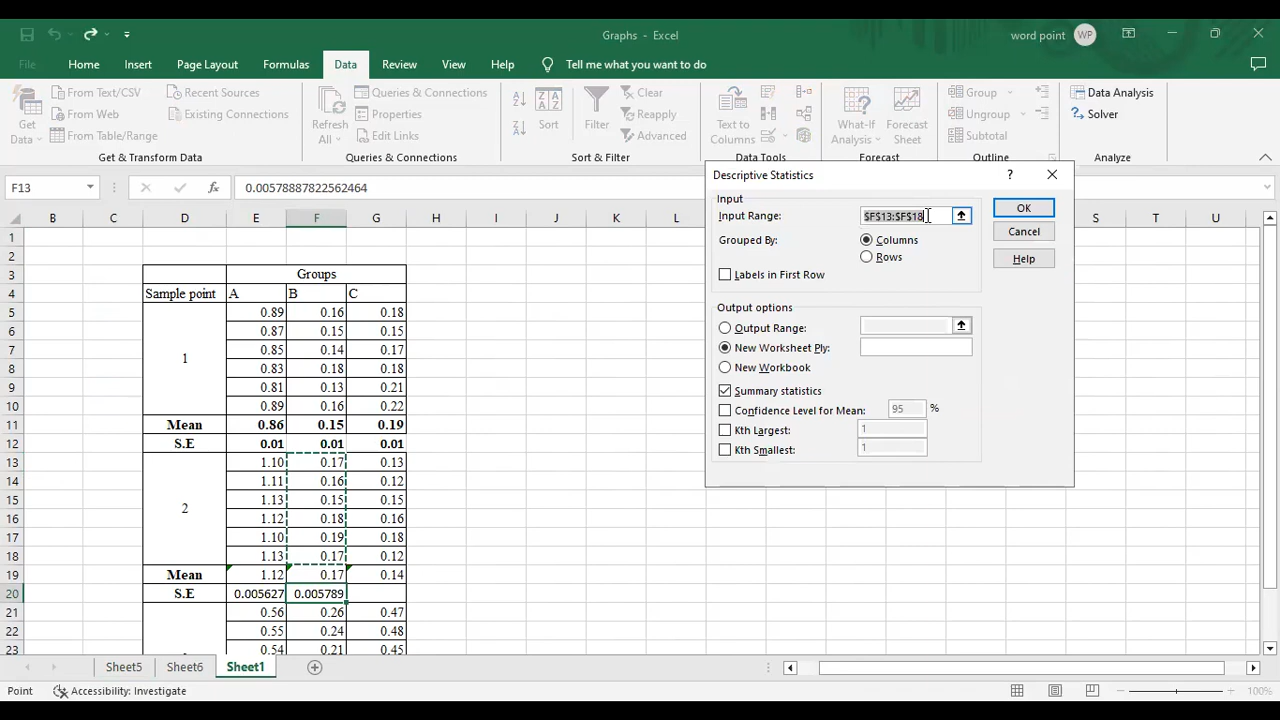 Graphs - Excel
word point WP
File Home Insert Page Layout Formulas Data Review View Help Tell me what you want to do
Get Data
From Text/CSV
From Web
From Table/Range
Recent Sources
Existing Connections
Get & Transform Data
Refresh All
Queries & Connections
Properties
Edit Links
Queries & Connections
Sort
Filter
Clear
Reapply
Advanced
Sort & Filter
Text to Columns
Data Tools
What-If Analysis
Forecast Sheet
Forecast
Group
Ungroup
Subtotal
Outline
Data Analysis
Solver
Analyze
F13 fx 0.00578887822562464
B C D E F G H I J K L S T U
1
2
3 Groups
4 Sample point A B C
5 0.89 0.16 0.18
6 0.87 0.15 0.15
7 0.85 0.14 0.17
1
8 0.83 0.18 0.18
9 0.81 0.13 0.21
10 0.89 0.16 0.22
11 Mean 0.86 0.15 0.19
12 S.E 0.01 0.01 0.01
13 1.10 0.17 0.13
14 1.11 0.16 0.12
15 1.13 0.15 0.15
2
16 1.12 0.18 0.16
17 1.10 0.19 0.18
18 1.13 0.17 0.12
19 Mean 1.12 0.17 0.14
20 S.E 0.005627 0.005789
21 0.56 0.26 0.47
22 0.55 0.24 0.48
23 0.54 0.21 0.45
Descriptive Statistics ?
Input
Input Range: $F$13:$F$18
Grouped By: Columns
Rows
Labels in First Row
Output options
Output Range:
New Worksheet Ply:
New Workbook
Summary statistics
Confidence Level for Mean: 95 %
Kth Largest: 1
Kth Smallest: 1
OK
Cancel
Help
Sheet5 Sheet6 Sheet1
Point Accessibility: Investigate 100%